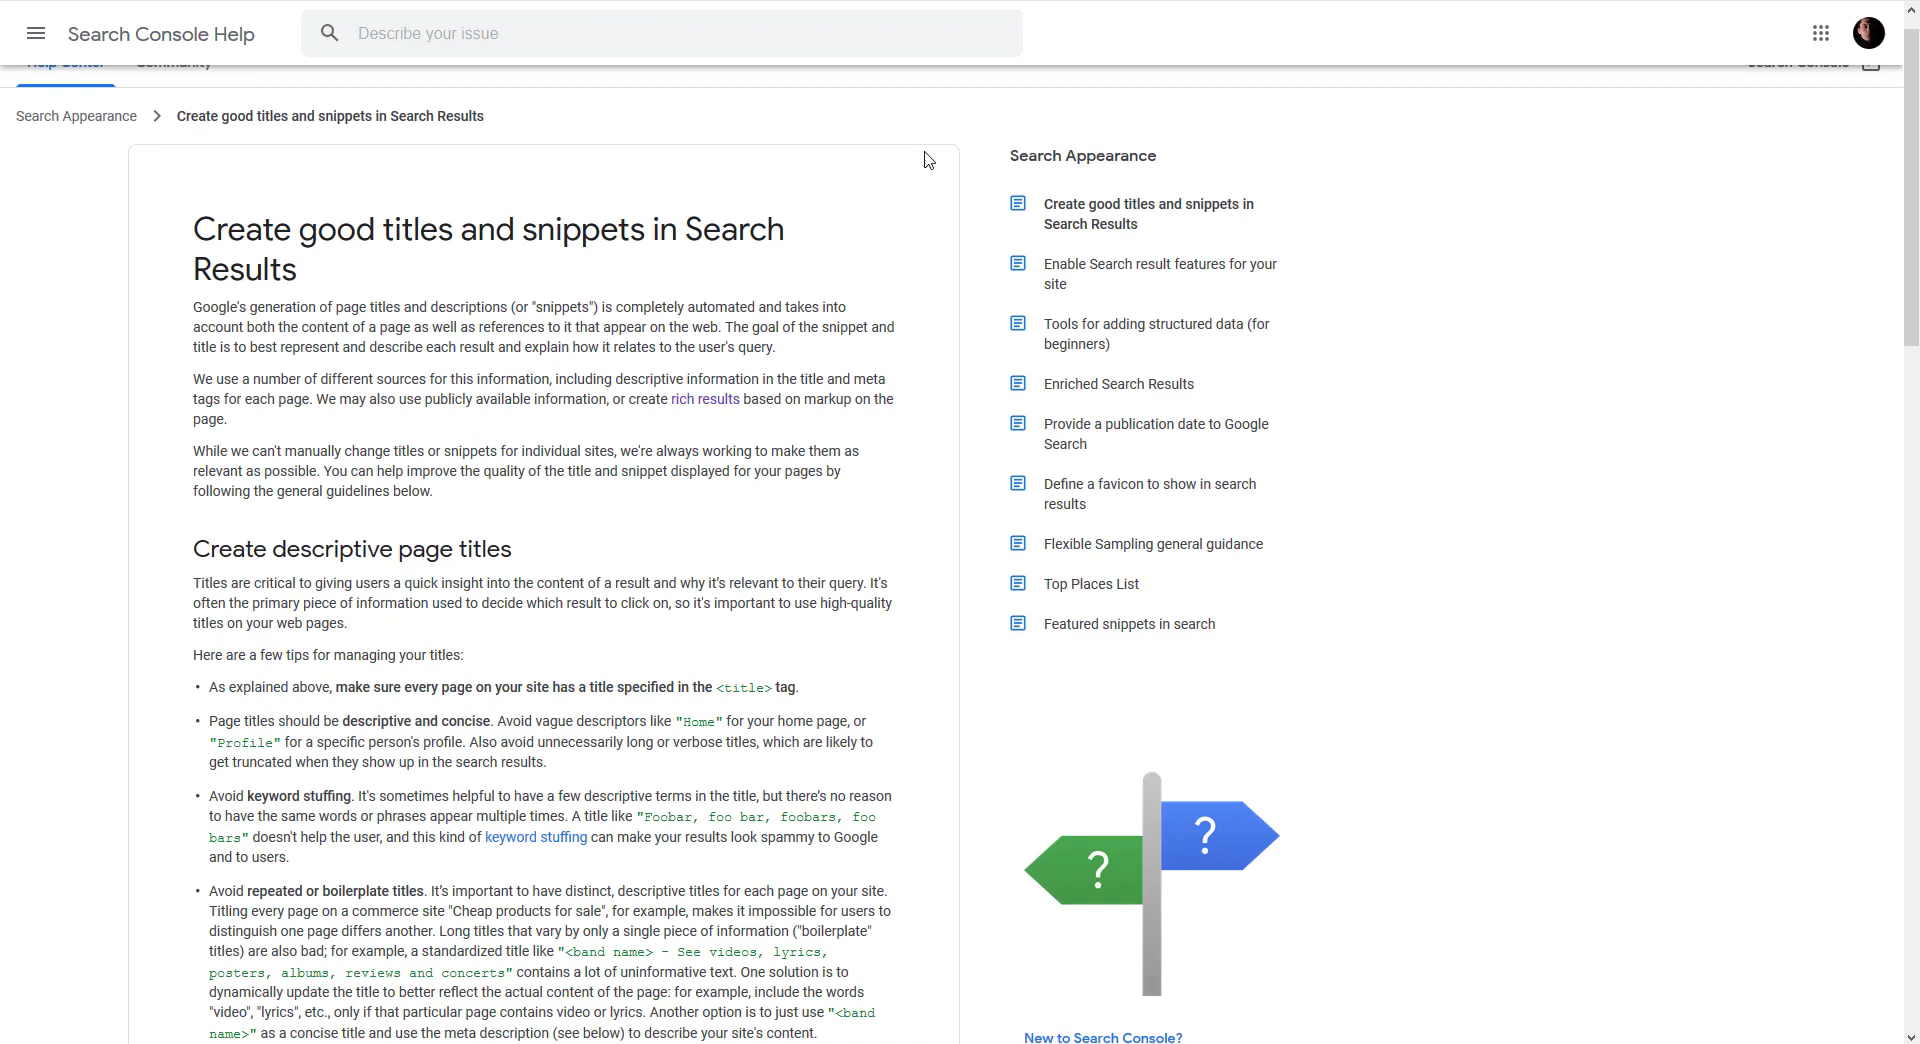 Search Console Help
Describe your issue
Help Center
Community
Search Console
Search Appearance
Create good titles and snippets in Search Results
Create good titles and snippets in Search
Results
Google's generation of page titles and descriptions (or "snippets") is completely automated and takes into
account both the content of a page as well as references to it that appear on the web. The goal of the snippet and
title is to best represent and describe each result and explain how it relates to the user's query.
We use a number of different sources for this information, including descriptive information in the title and meta
tags for each page. We may also use publicly available information, or create rich results based on markup on the
page.
While we can't manually change titles or snippets for individual sites, we're always working to make them as
relevant as possible. You can help improve the quality of the title and snippet displayed for your pages by
following the general guidelines below.
Create descriptive page titles
Titles are critical to giving users a quick insight into the content of a result and why it’s relevant to their query. It's
often the primary piece of information used to decide which result to click on, so it's important to use high-quality
titles on your web pages.
Here are a few tips for managing your titles:
• As explained above, make sure every page on your site has a title specified in the <title> tag.
• Page titles should be descriptive and concise. Avoid vague descriptors like "Home" for your home page, or
"Profile" for a specific person's profile. Also avoid unnecessarily long or verbose titles, which are likely to
get truncated when they show up in the search results.
• Avoid keyword stuffing. It's sometimes helpful to have a few descriptive terms in the title, but there’s no reason
to have the same words or phrases appear multiple times. A title like "Foobar, foo bar, foobars, foo
bars" doesn't help the user, and this kind of keyword stuffing can make your results look spammy to Google
and to users.
• Avoid repeated or boilerplate titles. It’s important to have distinct, descriptive titles for each page on your site.
Titling every page on a commerce site "Cheap products for sale", for example, makes it impossible for users to
distinguish one page differs another. Long titles that vary by only a single piece of information ("boilerplate"
titles) are also bad; for example, a standardized title like "<band name> - See videos, lyrics,
posters, albums, reviews and concerts" contains a lot of uninformative text. One solution is to
dynamically update the title to better reflect the actual content of the page: for example, include the words
"video", "lyrics", etc., only if that particular page contains video or lyrics. Another option is to just use "<band
name>" as a concise title and use the meta description (see below) to describe your site's content.
Search Appearance
Create good titles and snippets in
Search Results
Enable Search result features for your
site
Tools for adding structured data (for
beginners)
Enriched Search Results
Provide a publication date to Google
Search
Define a favicon to show in search
results
Flexible Sampling general guidance
Top Places List
Featured snippets in search
?
?
New to Search Console?